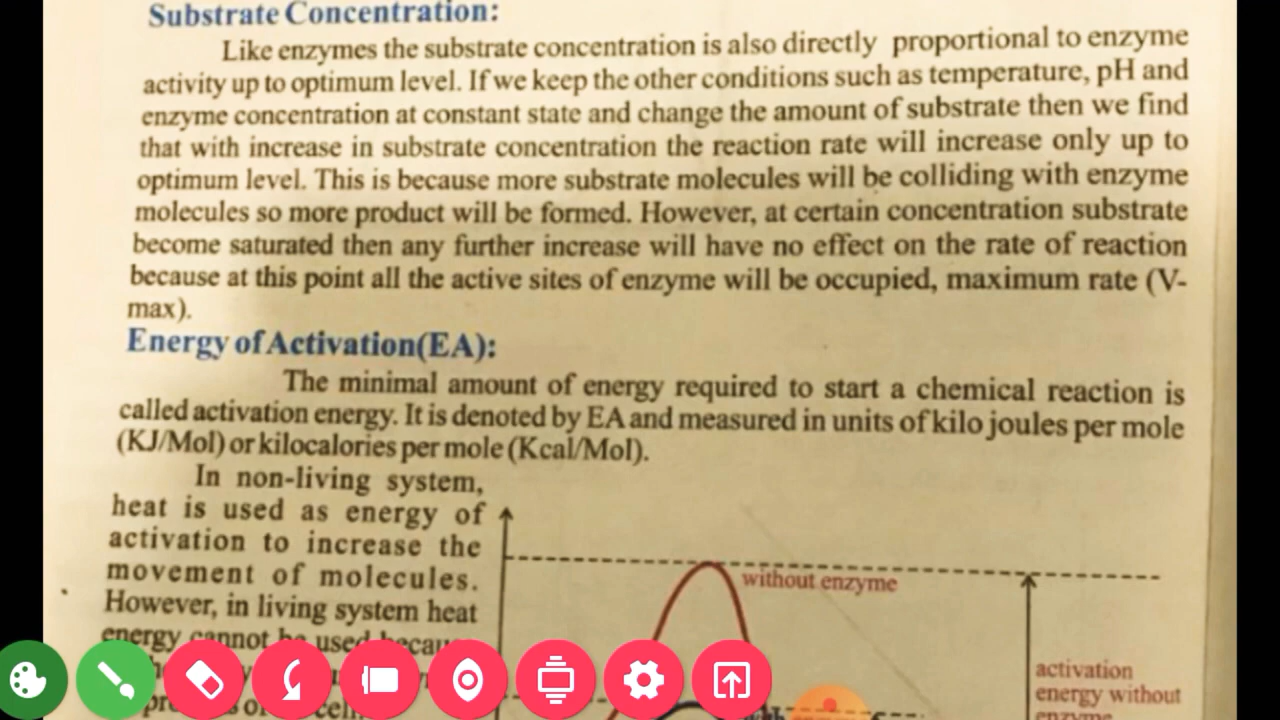 Substrate Concentration:
Like enzymes the substrate concentration is also directly proportional to enzyme
activity up to optimum level. If we keep the other conditions such as temperature, pH and
enzyme concentration at constant state and change the amount of substrate then we find
that with increase in substrate concentration the reaction rate will increase only up to
optimum level. This is because more substrate molecules will be colliding with enzyme
molecules so more product will be formed. However, at certain concentration substrate
become saturated then any further increase will have no effect on the rate of reaction
because at this point all the active sites of enzyme will be occupied, maximum rate (V-
max).
Energy of Activation(EA):
The minimal amount of energy required to start a chemical reaction is
called activation energy. It is denoted by EA and measured in units of kilo joules per mole
(KJ/Mol) or kilocalories per mole (Kcal/Mol).
In non-living system,
heat is used as energy of
activation to increase the
movement of molecules.
However, in living system heat
energy cannot be used
without enzyme
activation
energy without
enzyme